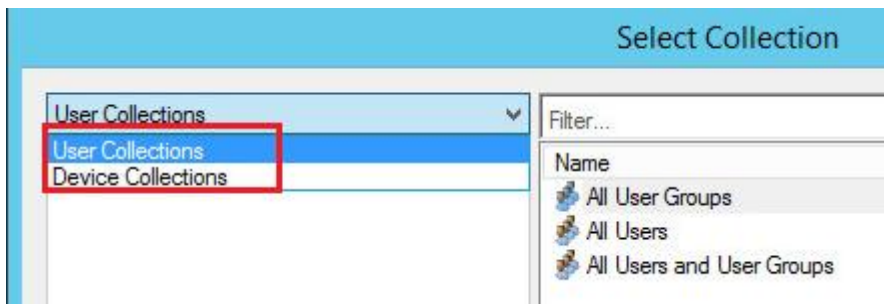 Select Collection
User Collections
User Collections
Device Collections
Filter...
Name
All User Groups
All Users
All Users and User Groups